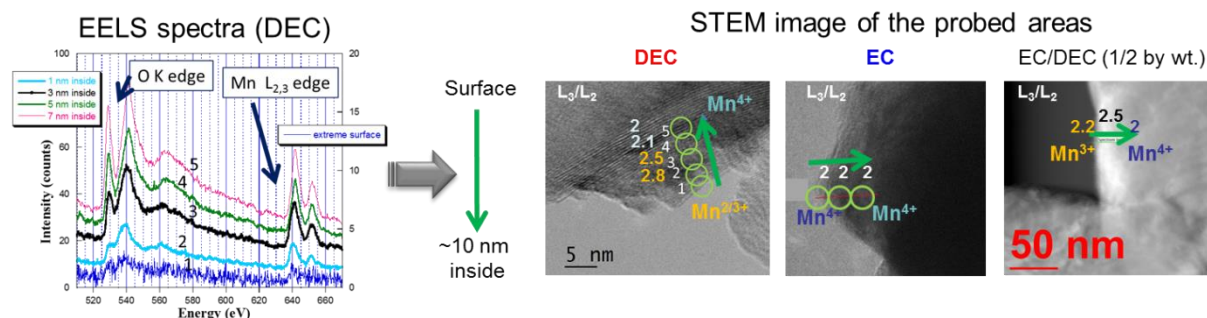 EELS spectra (DEC)
100
80
60
40
20
0
20
15
10
5
0
Intensity (counts)
1 nm inside
3 nm inside
5 nm inside
7 nm inside
O K edge
Mn L2,3 edge
extreme surface
5
4
3
2
1
510 520 540 560 580 600 620 640 660
Energy (eV)
Surface
~10 nm
inside
STEM image of the probed areas
DEC
L3/L2
Mn4+
2
2.1
2.5
2.8
5
4
3
2
1
Mn2/3+
5 nm
EC
L3/L2
2 2 2
Mn4+
Mn4+
EC/DEC (1/2 by wt.)
L3/L2
2.2 2.5 2
Mn3+ Mn4+
50 nm